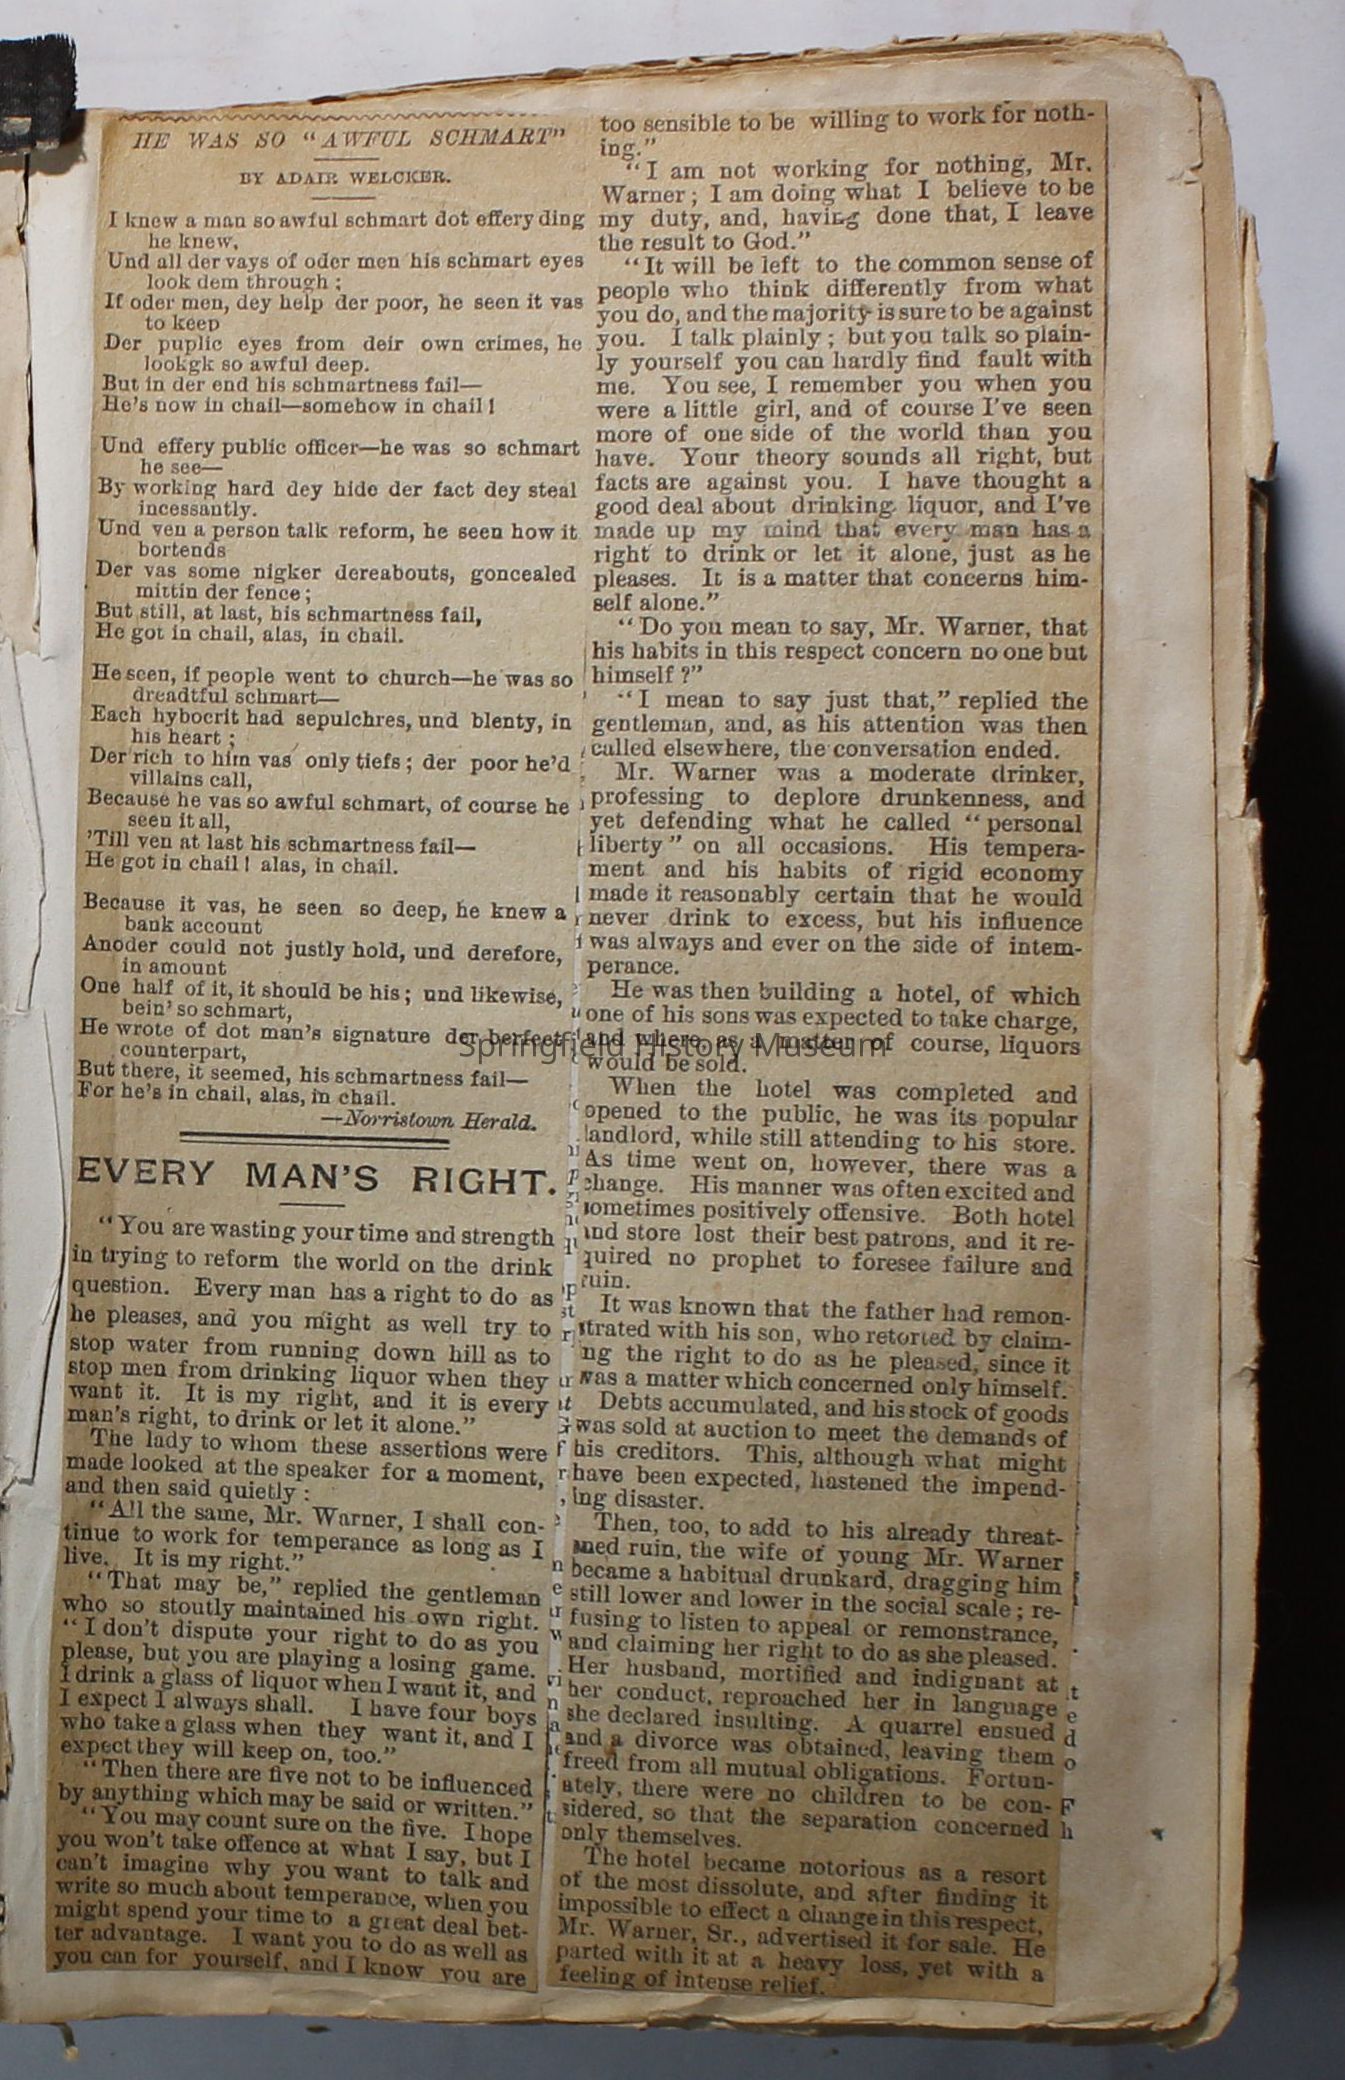 HE WAS SO "AWFUL SCHMART"
BY ADAIR WELCKER.
I knew a man so awful schmart dot effery ding
he knew,
Und all der vays of oder men his schmart eyes
look dem through ;
If oder men, dey help der poor, he seen it vas
to keep
Der puplic eyes from deir own crimes, he
lookgk so awful deep.
But in der end his schmartness fail—
He's now in chail—somehow in chail !
Und effery public officer—he was so schmart
he see—
By working hard dey hide der fact dey steal
incessantly.
Und ven a person talk reform, he seen how it
bortends
Der vas some nigker dereabouts, goncealed
mittin der fence ;
But still, at last, his schmartness fail,
He got in chail, alas, in chail.
He seen, if people went to church—he was so
dreadtful schmart—
Each hybocrit had sepulchres, und blenty, in
his heart ;
Der rich to him vas only tiefs ; der poor he'd
villains call,
Because he vas so awful schmart, of course he
seen it all,
'Till ven at last his schmartness fail—
He got in chail ! alas, in chail.
Because it vas, he seen so deep, he knew a
bank account
Anoder could not justly hold, und derefore,
in amount
One half of it, it should be his ; und likewise,
bein' so schmart,
He wrote of dot man's signature der berfect
counterpart,
But there, it seemed, his schmartness fail—
For he's in chail, alas, in chail.
—Norristown Herald.
EVERY MAN'S RIGHT.
"You are wasting your time and strength
in trying to reform the world on the drink
question. Every man has a right to do as
he pleases, and you might as well try to
stop water from running down hill as to
stop men from drinking liquor when they
want it. It is my right, and it is every
man's right, to drink or let it alone."
The lady to whom these assertions were
made looked at the speaker for a moment,
and then said quietly :
"All the same, Mr. Warner, I shall con-
tinue to work for temperance as long as I
live. It is my right."
"That may be," replied the gentleman
who so stoutly maintained his own right.
"I don't dispute your right to do as you
please, but you are playing a losing game.
I drink a glass of liquor when I want it, and
I expect I always shall. I have four boys
who take a glass when they want it, and I
expect they will keep on, too."
"Then there are five not to be influenced
by anything which may be said or written."
"You may count sure on the five. I hope
you won't take offence at what I say, but I
can't imagine why you want to talk and
write so much about temperance, when you
might spend your time to a great deal bet-
ter advantage. I want you to do as well as
you can for yourself, and I know you are
too sensible to be willing to work for noth-
ing."
"I am not working for nothing, Mr.
Warner ; I am doing what I believe to be
my duty, and, having done that, I leave
the result to God."
"It will be left to the common sense of
people who think differently from what
you do, and the majority is sure to be against
you. I talk plainly ; but you talk so plain-
ly yourself you can hardly find fault with
me. You see, I remember you when you
were a little girl, and of course I've seen
more of one side of the world than you
have. Your theory sounds all right, but
facts are against you. I have thought a
good deal about drinking liquor, and I've
made up my mind that every man has a
right to drink or let it alone, just as he
pleases. It is a matter that concerns him-
self alone."
"Do you mean to say, Mr. Warner, that
his habits in this respect concern no one but
himself ?"
"I mean to say just that," replied the
gentleman, and, as his attention was then
called elsewhere, the conversation ended.
Mr. Warner was a moderate drinker,
professing to deplore drunkenness, and
yet defending what he called "personal
liberty" on all occasions. His tempera-
ment and his habits of rigid economy
made it reasonably certain that he would
never drink to excess, but his influence
was always and ever on the side of intem-
perance.
He was then building a hotel, of which
one of his sons was expected to take charge,
and where, as a matter of course, liquors
would be sold.
When the hotel was completed and
opened to the public, he was its popular
landlord, while still attending to his store.
As time went on, however, there was a
change. His manner was often excited and
sometimes positively offensive. Both hotel
and store lost their best patrons, and it re-
quired no prophet to foresee failure and
ruin.
It was known that the father had remon-
strated with his son, who retorted by claim-
ing the right to do as he pleased, since it
was a matter which concerned only himself.
Debts accumulated, and his stock of goods
was sold at auction to meet the demands of
his creditors. This, although what might
have been expected, hastened the impend-
ing disaster.
Then, too, to add to his already threat-
ened ruin, the wife of young Mr. Warner
became a habitual drunkard, dragging him
still lower and lower in the social scale ; re-
fusing to listen to appeal or remonstrance,
and claiming her right to do as she pleased.
Her husband, mortified and indignant at
her conduct, reproached her in language
she declared insulting. A quarrel ensued
and a divorce was obtained, leaving them
freed from all mutual obligations. Fortun-
ately, there were no children to be con-
sidered, so that the separation concerned
only themselves.
The hotel became notorious as a resort
of the most dissolute, and after finding it
impossible to effect a change in this respect,
Mr. Warner, Sr., advertised it for sale. He
parted with it at a heavy loss, yet with a
feeling of intense relief.
Springfield History Museum